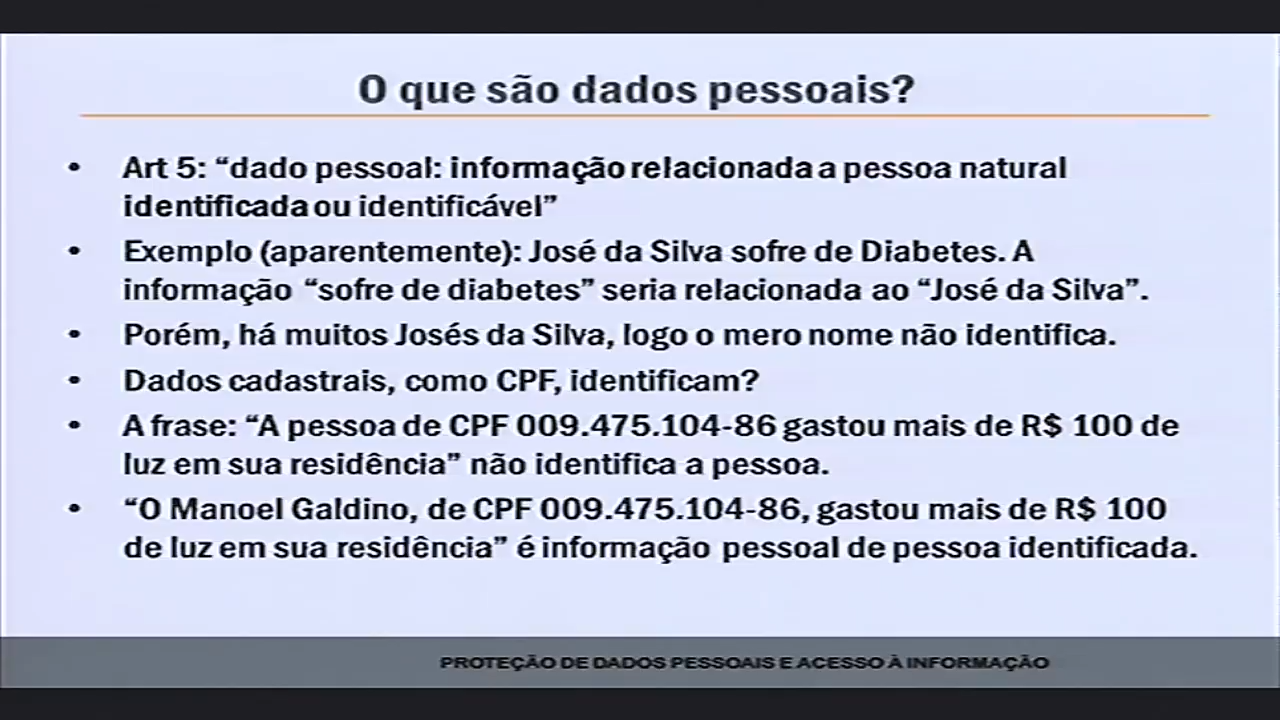 O que são dados pessoais?
• Art 5: “dado pessoal: informação relacionada a pessoa natural
identificada ou identificável”
• Exemplo (aparentemente): José da Silva sofre de Diabetes. A
informação “sofre de diabetes” seria relacionada ao “José da Silva”.
• Porém, há muitos Josés da Silva, logo o mero nome não identifica.
• Dados cadastrais, como CPF, identificam?
• A frase: “A pessoa de CPF 009.475.104-86 gastou mais de R$ 100 de
luz em sua residência” não identifica a pessoa.
• “O Manoel Galdino, de CPF 009.475.104-86, gastou mais de R$ 100
de luz em sua residência” é informação pessoal de pessoa identificada.
PROTEÇÃO DE DADOS PESSOAIS E ACESSO À INFORMAÇÃO